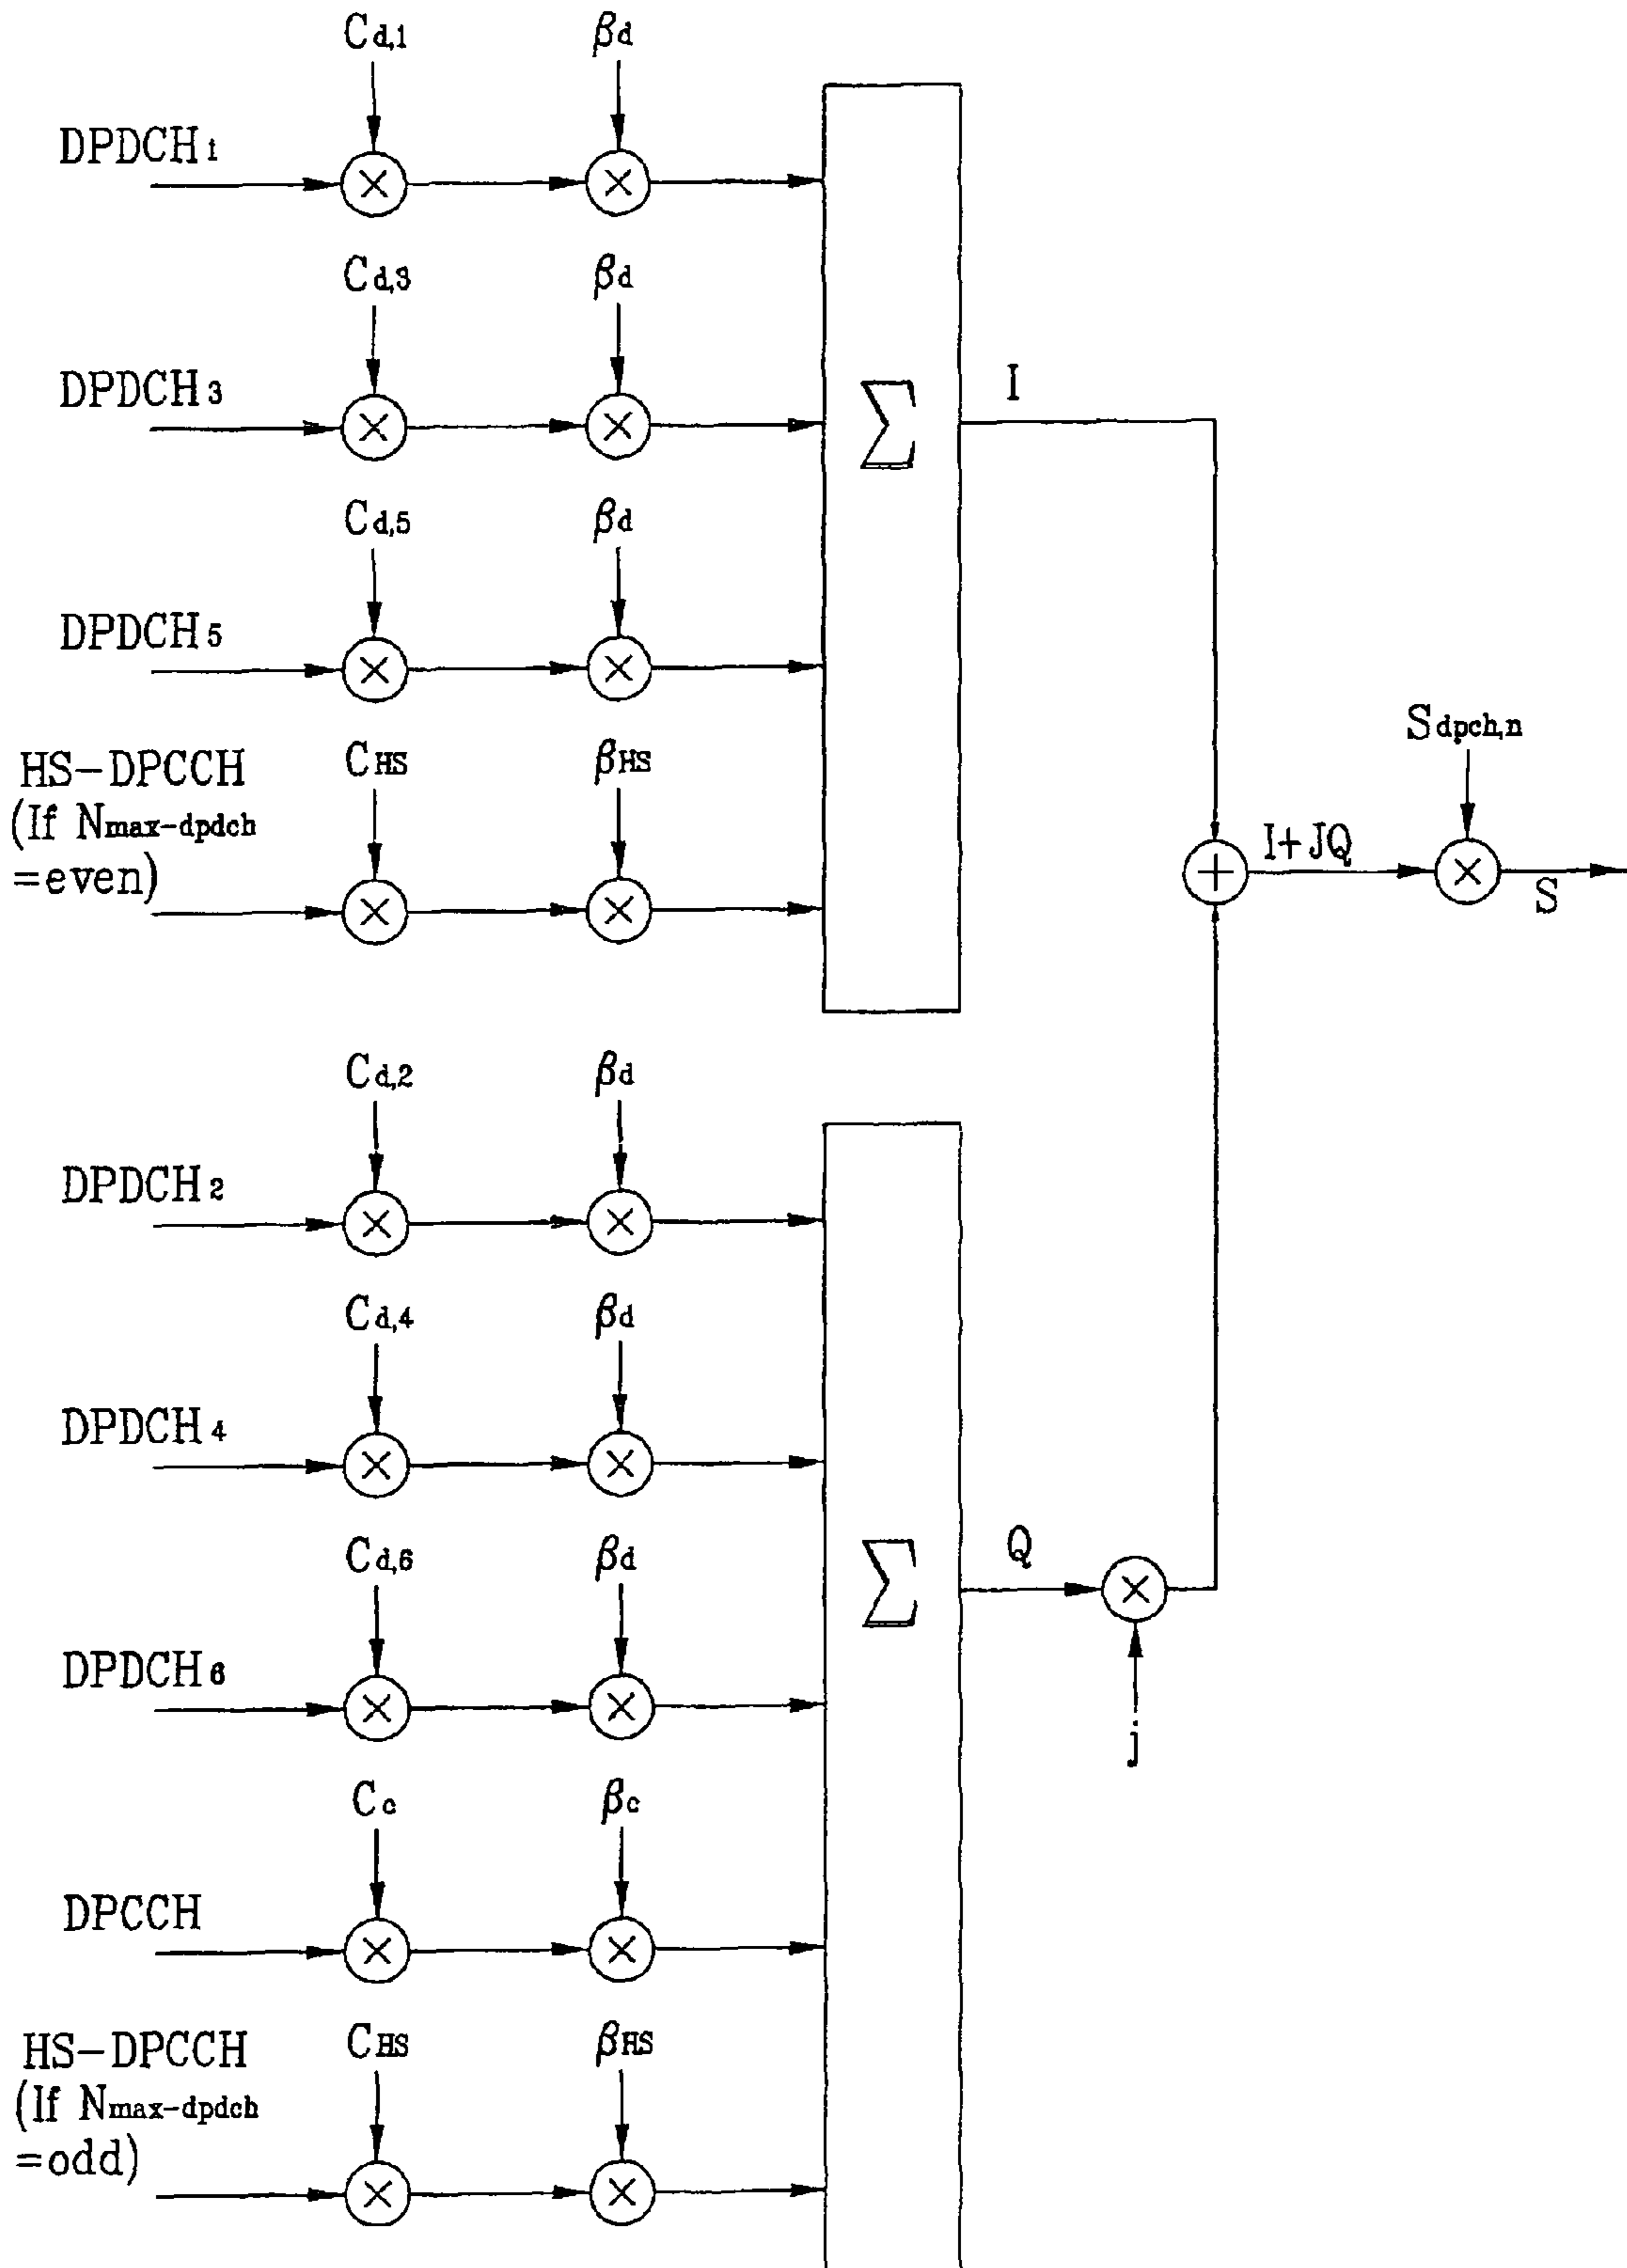 Cd,1 βd
DPDCH1
Cd,3 βd
DPDCH3
Cd,5 βd
DPDCH5
HS-DPCCH
(If Nmax-dpdch
=even)
CHS βHS
∑
I
Cd,2 βd
DPDCH2
Cd,4 βd
DPDCH4
Cd,6 βd
DPDCH6
Cc βc
DPCCH
HS-DPCCH
(If Nmax-dpdch
=odd)
CHS βHS
∑
Q
j
I+JQ
Sdpch,n
S